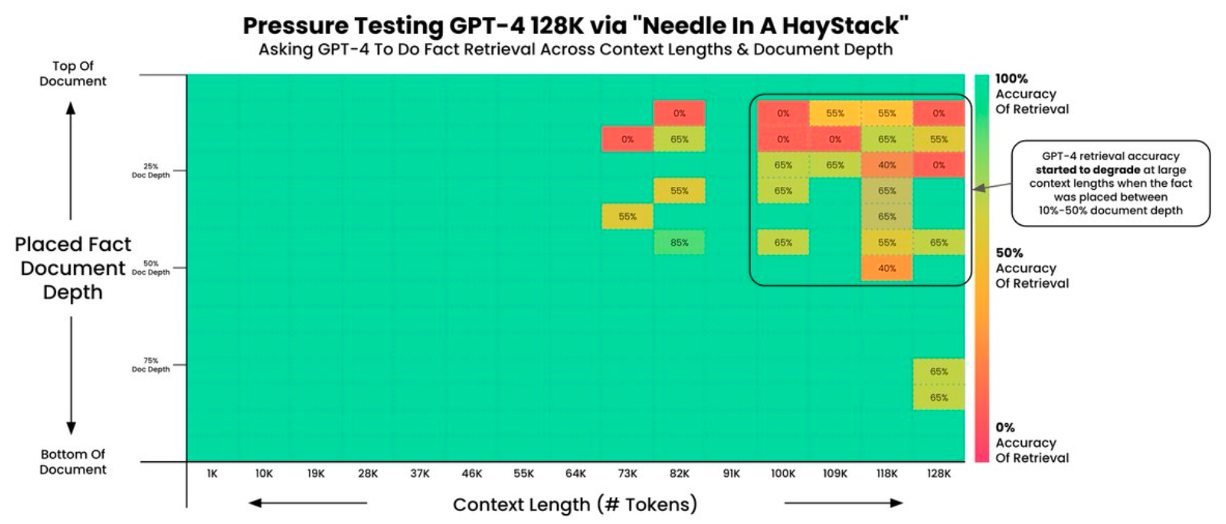 Pressure Testing GPT-4 128K via "Needle In A HayStack"
Asking GPT-4 To Do Fact Retrieval Across Context Lengths & Document Depth
Top Of
Document
25%
Doc Depth
Placed Fact
Document
Depth
50%
Doc Depth
75%
Doc Depth
Bottom Of
Document
0% 0% 55% 55% 0%
0% 65% 0% 0% 65% 55%
65% 65% 40% 0%
55% 65% 65%
55% 65%
85% 65% 55% 65%
40%
65%
65%
100%
Accuracy
Of Retrieval
GPT-4 retrieval accuracy
started to degrade at large
context lengths when the fact
was placed between
10%-50% document depth
50%
Accuracy
Of Retrieval
0%
Accuracy
Of Retrieval
1K 10K 19K 28K 37K 46K 55K 64K 73K 82K 91K 100K 109K 118K 128K
Context Length (# Tokens)